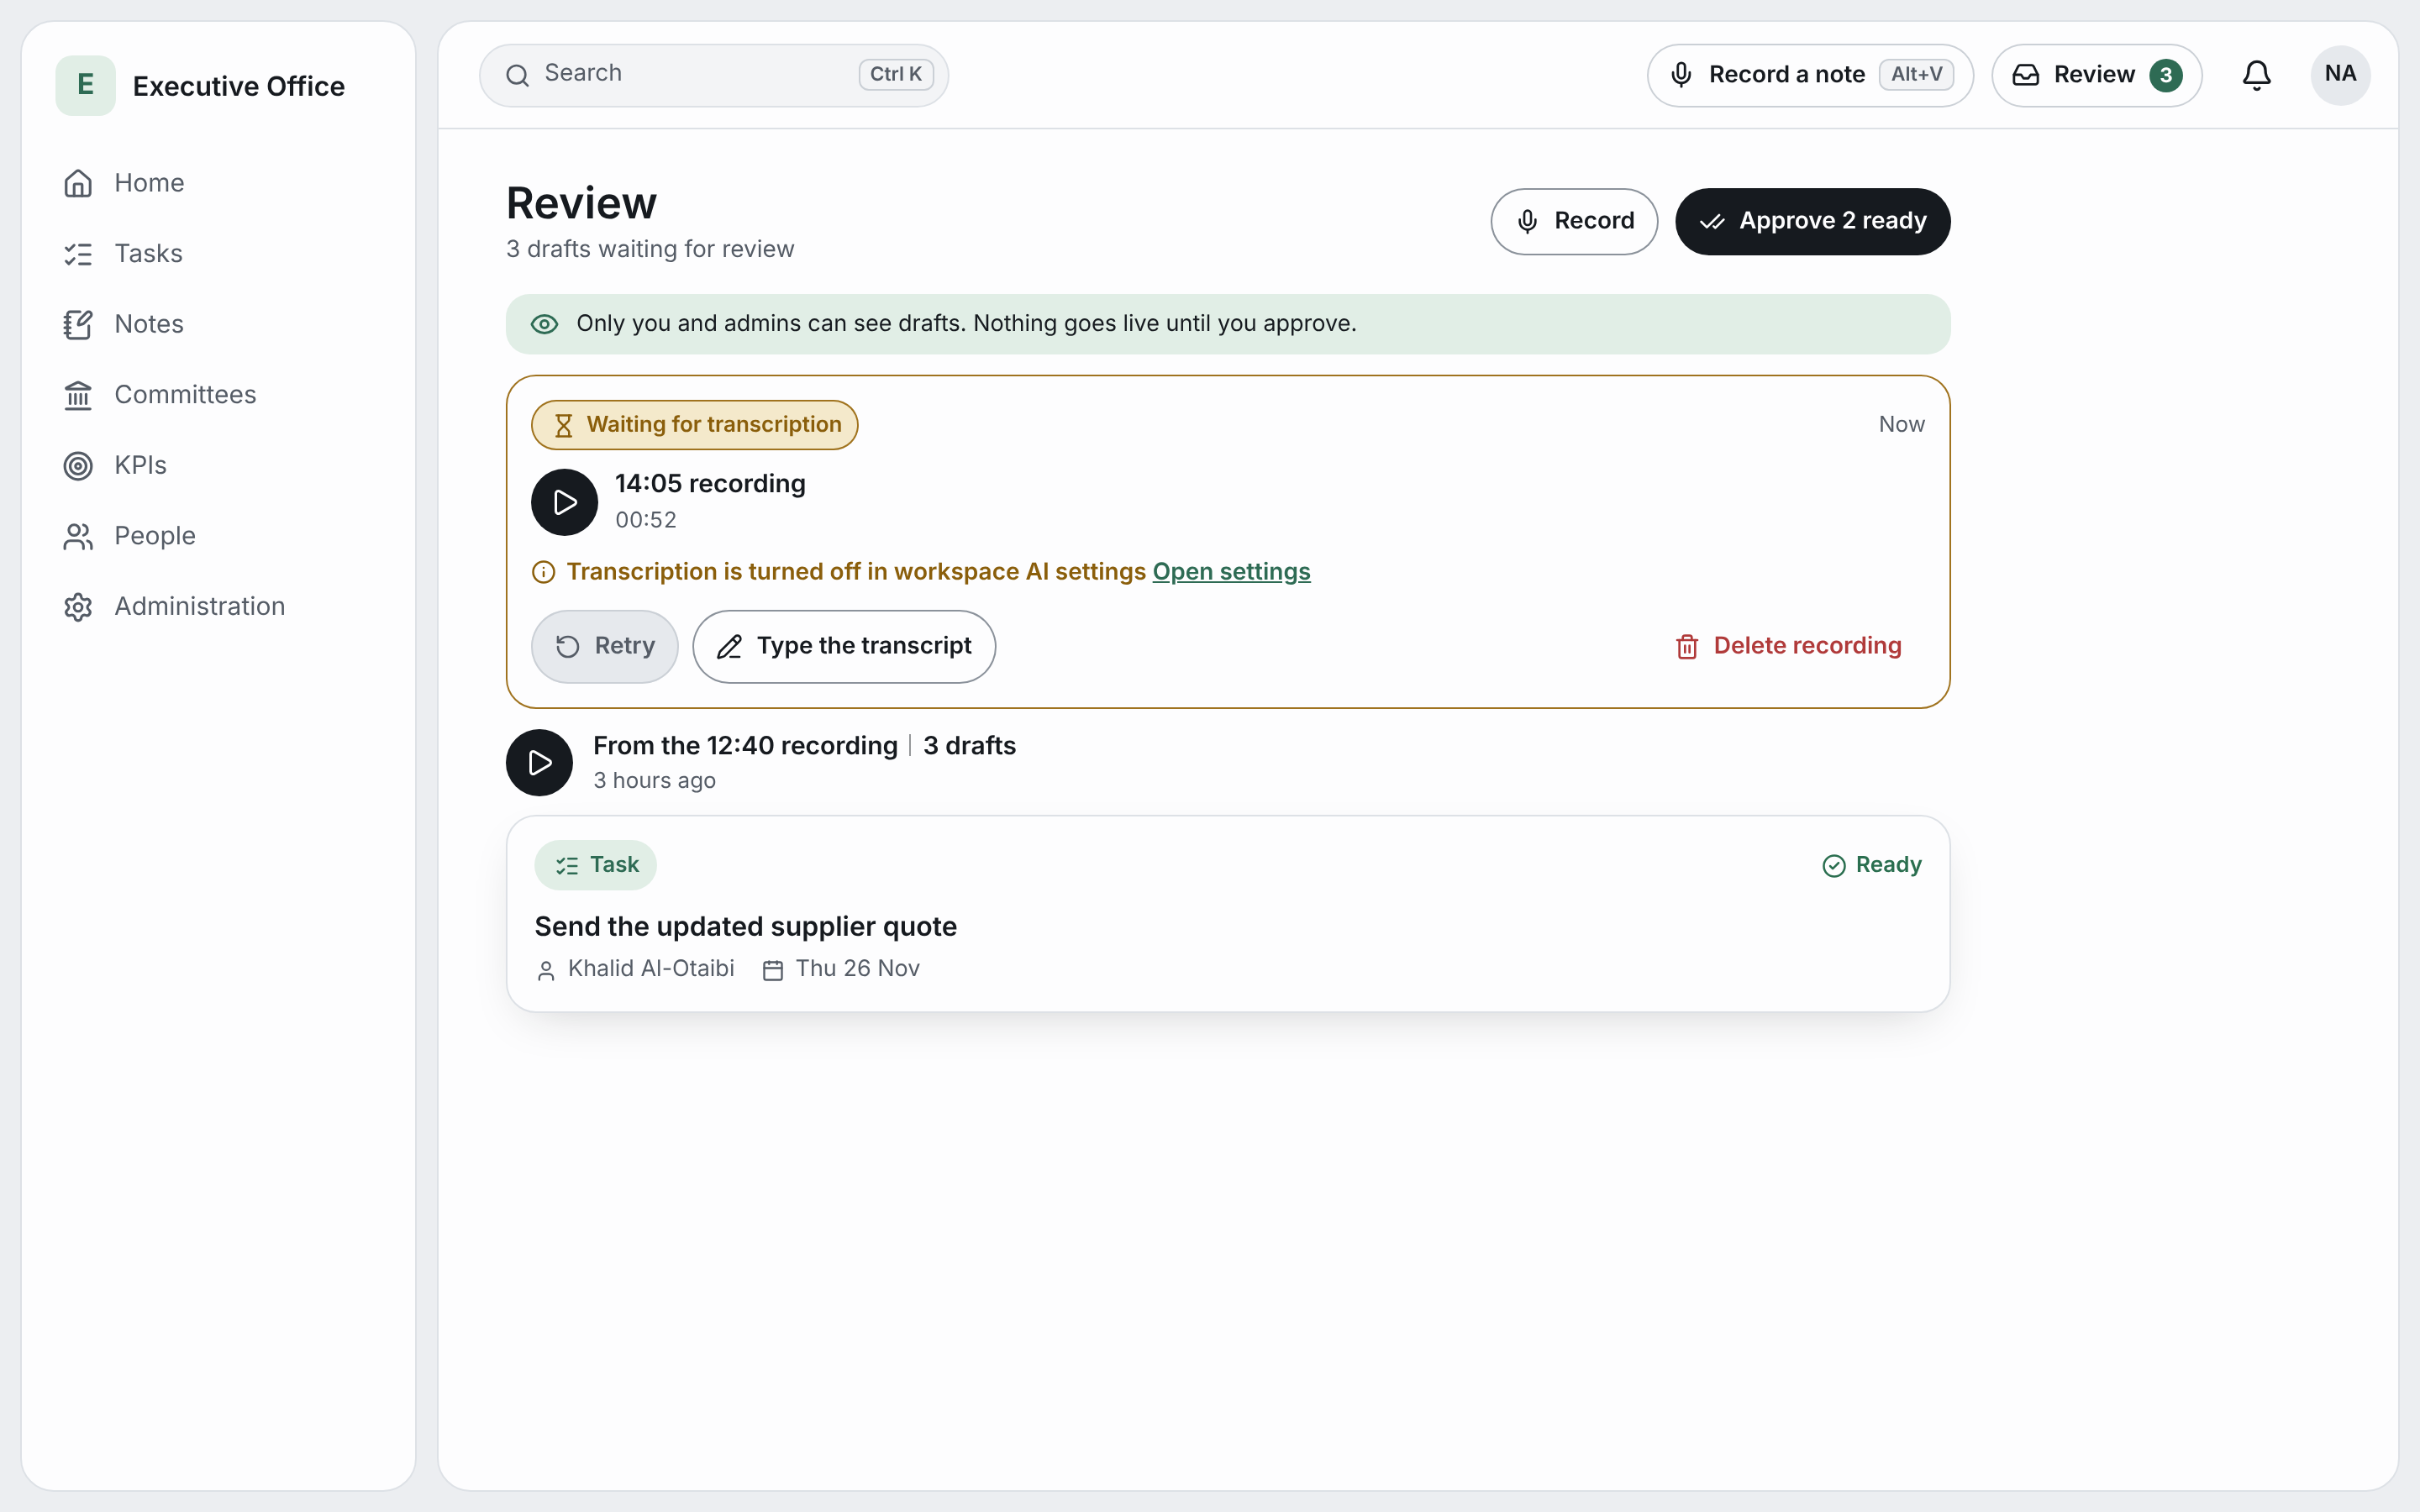 E Executive Office
Home
Tasks
Notes
Committees
KPIs
People
Administration
Search Ctrl K
Record a note Alt+V
Review 3
NA
Review
3 drafts waiting for review
Record
Approve 2 ready
Only you and admins can see drafts. Nothing goes live until you approve.
Waiting for transcription
Now
14:05 recording
00:52
Transcription is turned off in workspace AI settings Open settings
Retry
Type the transcript
Delete recording
From the 12:40 recording | 3 drafts
3 hours ago
Task
Ready
Send the updated supplier quote
Khalid Al-Otaibi Thu 26 Nov